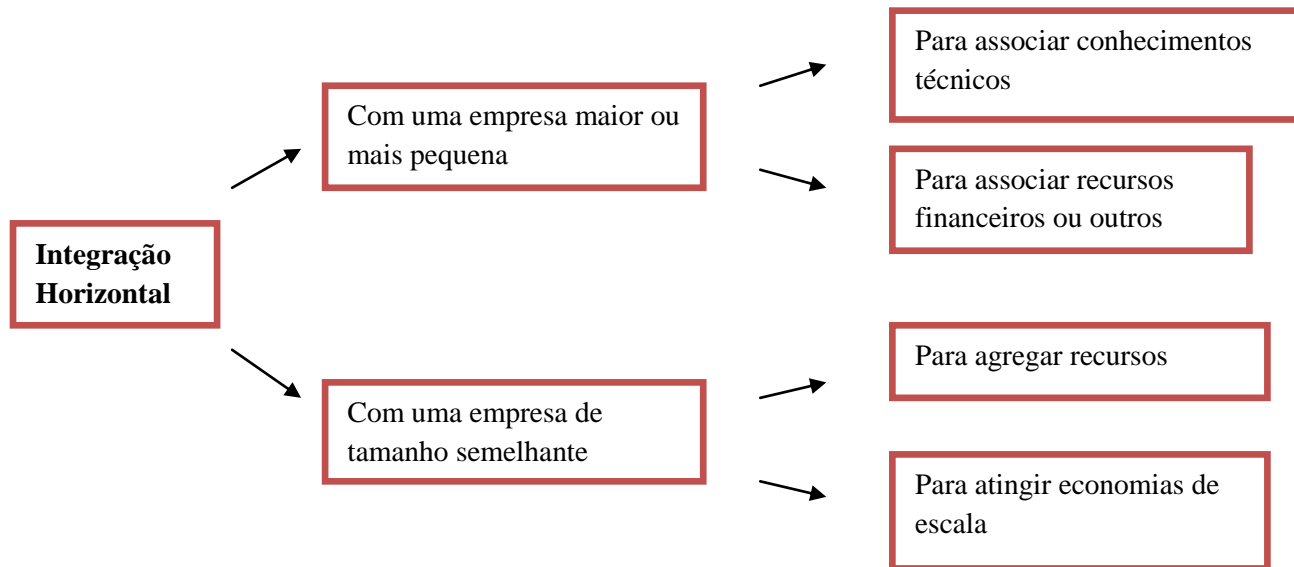 Integração
Horizontal
Com uma empresa maior ou
mais pequena
Para associar conhecimentos
técnicos
Para associar recursos
financeiros ou outros
Com uma empresa de
tamanho semelhante
Para agregar recursos
Para atingir economias de
escala